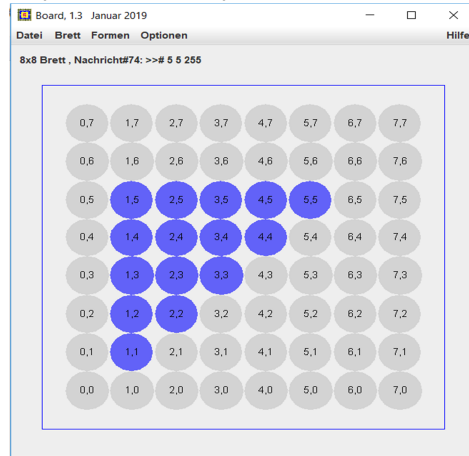 Board, 1.3 Januar 2019
Datei Brett Formen Optionen Hilfe
8x8 Brett , Nachricht#74: >># 5 5 255
0,7 1,7 2,7 3,7 4,7 5,7 6,7 7,7
0,6 1,6 2,6 3,6 4,6 5,6 6,6 7,6
0,5 1,5 2,5 3,5 4,5 5,5 6,5 7,5
0,4 1,4 2,4 3,4 4,4 5,4 6,4 7,4
0,3 1,3 2,3 3,3 4,3 5,3 6,3 7,3
0,2 1,2 2,2 3,2 4,2 5,2 6,2 7,2
0,1 1,1 2,1 3,1 4,1 5,1 6,1 7,1
0,0 1,0 2,0 3,0 4,0 5,0 6,0 7,0